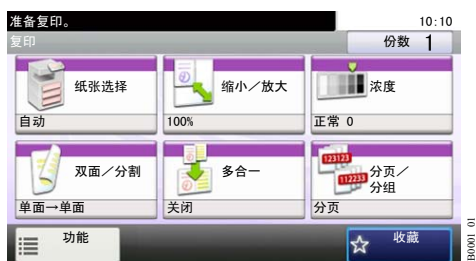 准备复印。
10:10
复印
份数 1
纸张选择
自动
缩小／放大
100%
浓度
正常 0
双面／分割
单面→单面
多合一
关闭
123123
112233
分页／
分组
分页
功能
收藏
B0001_01